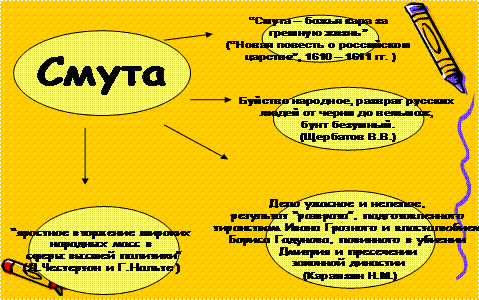 Смута
"Смута – божья кара за
грешную жизнь"
("Новая повесть о российском
царстве", 1610 – 1611 гг. )
Буйство народное, разврат русских
людей от черни до вельмож,
бунт безумный.
(Щербатов В.В.)
Дело ужасное и нелепое,
результат "разврата", подготовленного
тиранством Ивана Грозного и властолюбием
Бориса Годунова, повинного в убиении
Дмитрия и пресечении
законной династии
(Карамзин Н.М.)
"яростное вторжение широких
народных масс в
сферы высшей политики"
Честертон и Г.Нольте )